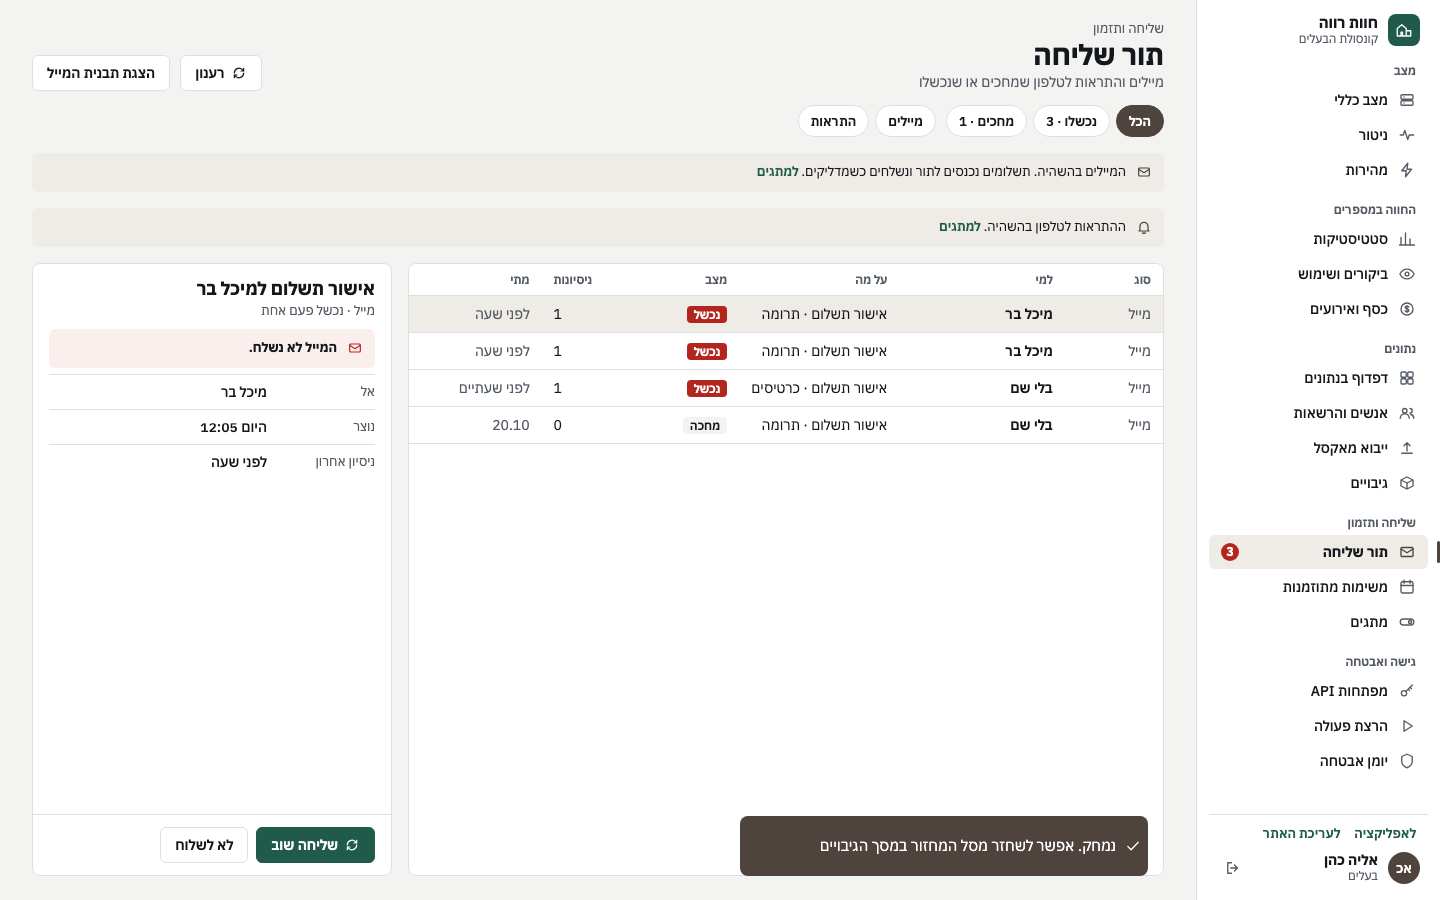 חוות רווה
קונסולת הבעלים
מצב
מצב כללי
ניטור
מהירות
החווה במספרים
סטטיסטיקות
ביקורים ושימוש
כסף ואירועים
נתונים
דפדוף בנתונים
אנשים והרשאות
ייבוא מאקסל
גיבויים
שליחה ותזמון
תור שליחה 3
משימות מתוזמנות
מתגים
גישה ואבטחה
מפתחות API
הרצת פעולה
יומן אבטחה
לאפליקציה לעריכת האתר
אכ אליה כהן
בעלים
שליחה ותזמון
תור שליחה
מיילים והתראות לטלפון שמחכים או שנכשלו
רענון הצגת תבנית המייל
הכל נכשלו · 3 מחכים · 1 מיילים התראות
המיילים בהשהיה. תשלומים נכנסים לתור ונשלחים כשמדליקים. למתגים
ההתראות לטלפון בהשהיה. למתגים
סוג למי על מה מצב ניסיונות מתי
מייל מיכל בר אישור תשלום · תרומה נכשל 1 לפני שעה
מייל מיכל בר אישור תשלום · תרומה נכשל 1 לפני שעה
מייל בלי שם אישור תשלום · כרטיסים נכשל 1 לפני שעתיים
מייל בלי שם אישור תשלום · תרומה מחכה 0 20.10
נמחק. אפשר לשחזר מסל המחזור במסך הגיבויים
אישור תשלום למיכל בר
מייל · נכשל פעם אחת
המייל לא נשלח.
אל מיכל בר
נוצר היום 12:05
ניסיון אחרון לפני שעה
שליחה שוב לא לשלוח